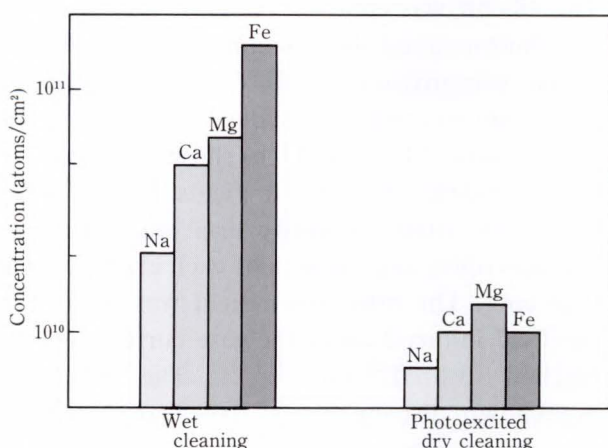 Concentration (atoms/cm²)
10¹¹
10¹⁰
Na
Ca
Mg
Fe
Na
Ca
Mg
Fe
Wet
cleaning
Photoexcited
dry cleaning